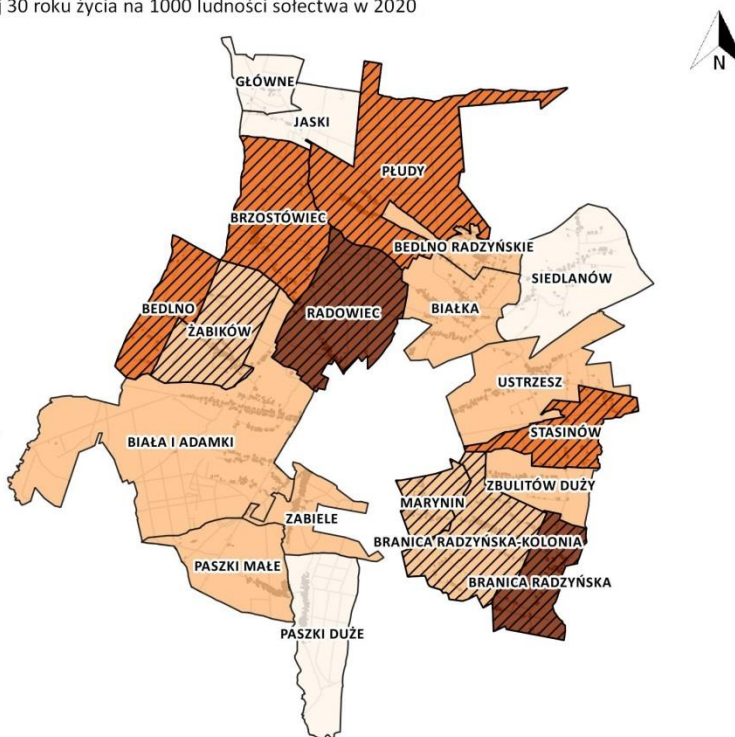 j 30 roku życia na 1000 ludności sołectwa w 2020
N
GŁÓWNE
JASKI
PŁUDY
BRZOSTÓWIEC
BEDLNO RADZYŃSKIE
SIEDLANÓW
BEDLNO
ŻABIKÓW
RADOWIEC
BIAŁKA
USTRZESZ
STASINÓW
BIAŁA I ADAMKI
ZBULITÓW DUŻY
MARYNIN
ZABIELE
BRANICA RADZYŃSKA-KOLONIA
PASZKI MAŁE
BRANICA RADZYŃSKA
PASZKI DUŻE